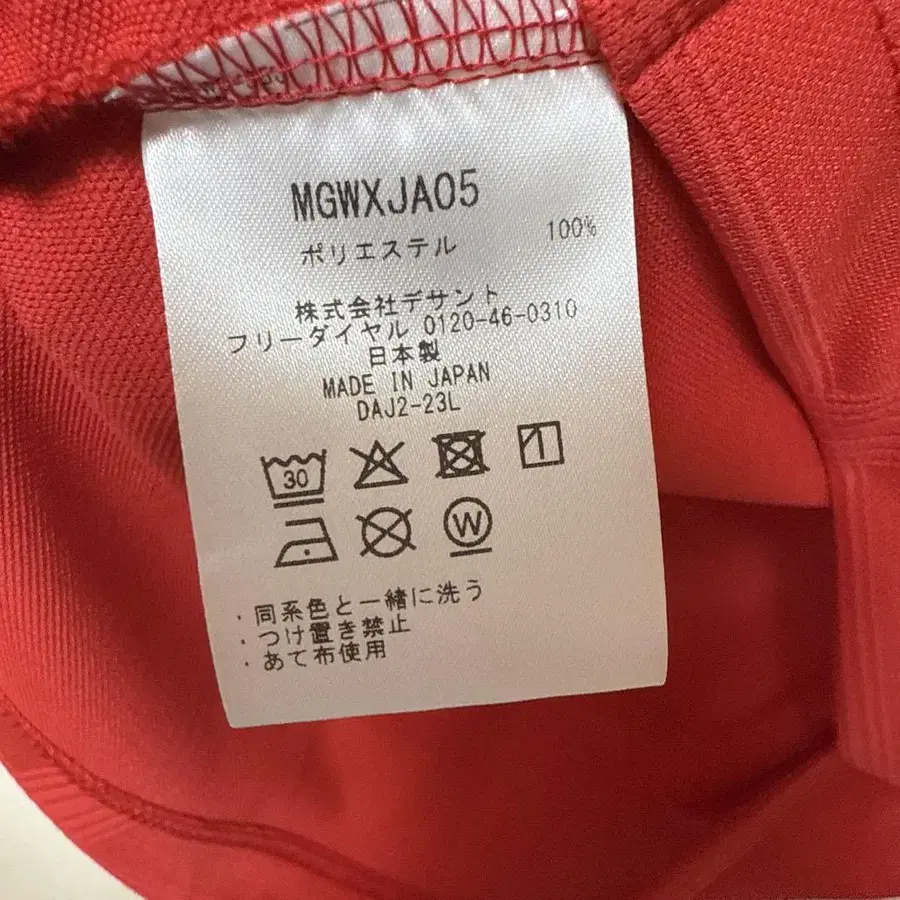 MGWXJA05
ポリエステル 100%
株式会社デサント
フリーダイヤル 0120-46-0310
日本製
MADE IN JAPAN
DAJ2-23L
30
W
・同系色と一緒に洗う
・つけ置き禁止
・あて布使用